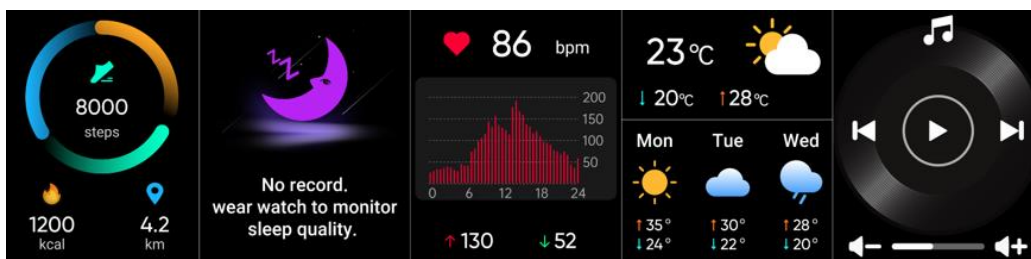 8000
steps
1200
kcal
4.2
km
zzz
No record.
wear watch to monitor
sleep quality.
86 bpm
200
150
100
50
0 6 12 18 24
↑130 ↓52
23°C
↓ 20°C ↑28°C
Mon Tue Wed
↑35° ↑30° ↑28°
↓24° ↓22° ↓20°